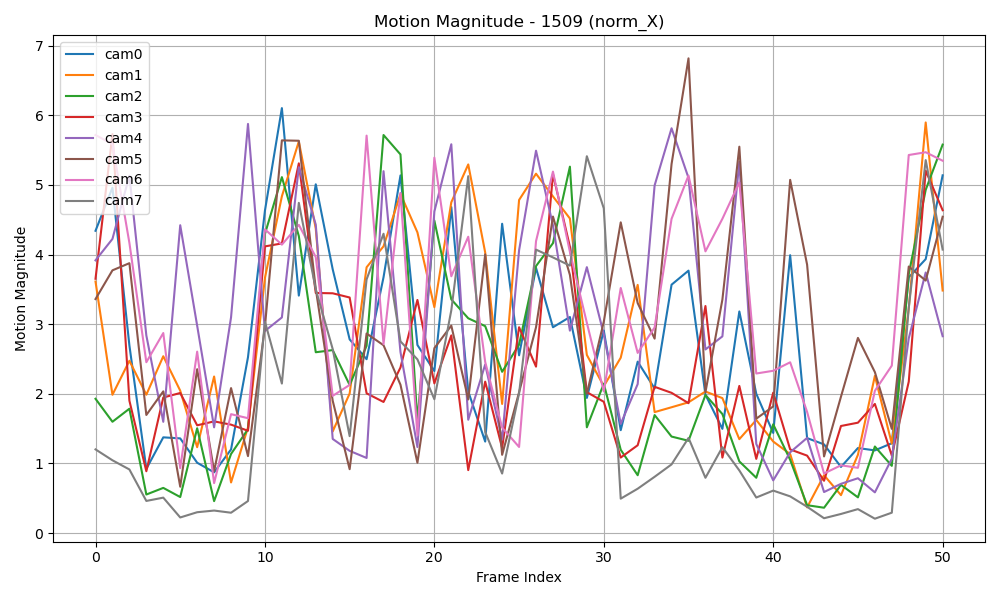 Motion Magnitude - 1509 (norm_X)
7
6
5
4
3
2
1
0
Motion Magnitude
cam0
cam1
cam2
cam3
cam4
cam5
cam6
cam7
0 10 20 30 40 50
Frame Index